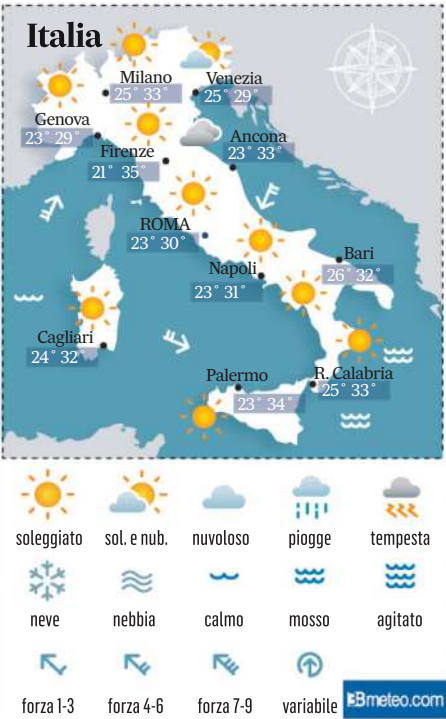 Italia
Milano
25° 33°
Venezia
25° 29°
Genova
23° 29°
Ancona
23° 33°
Firenze
21° 35°
ROMA
23° 30°
Bari
26° 32°
Napoli
23° 31°
Cagliari
24° 32°
Palermo
23° 34°
R. Calabria
25° 33°
soleggiato sol. e nub. nuvoloso piogge tempesta
neve nebbia calmo mosso agitato
forza 1-3 forza 4-6 forza 7-9 variabile
3Bmeteo.com